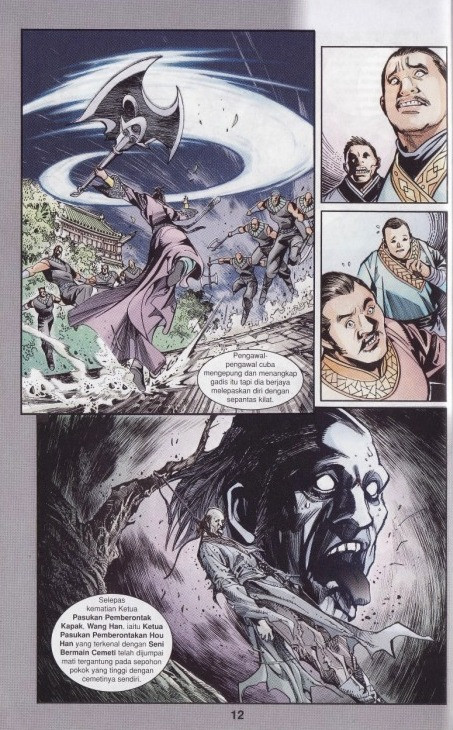 Pengawal-
pengawal cuba
mengepung dan menangkap
gadis itu tapi dia berjaya
melepaskan diri dengan
sepantas kilat.
Selepas
kematian Ketua
Pasukan Pemberontak
Kapak, Wang Han, iaitu Ketua
Pasukan Pemberontakan Hou
Han yang terkenal dengan Seni
Bermain Cemeti telah dijumpai
mati tergantung pada sepohon
pokok yang tinggi dengan
cemetinya sendiri.
12